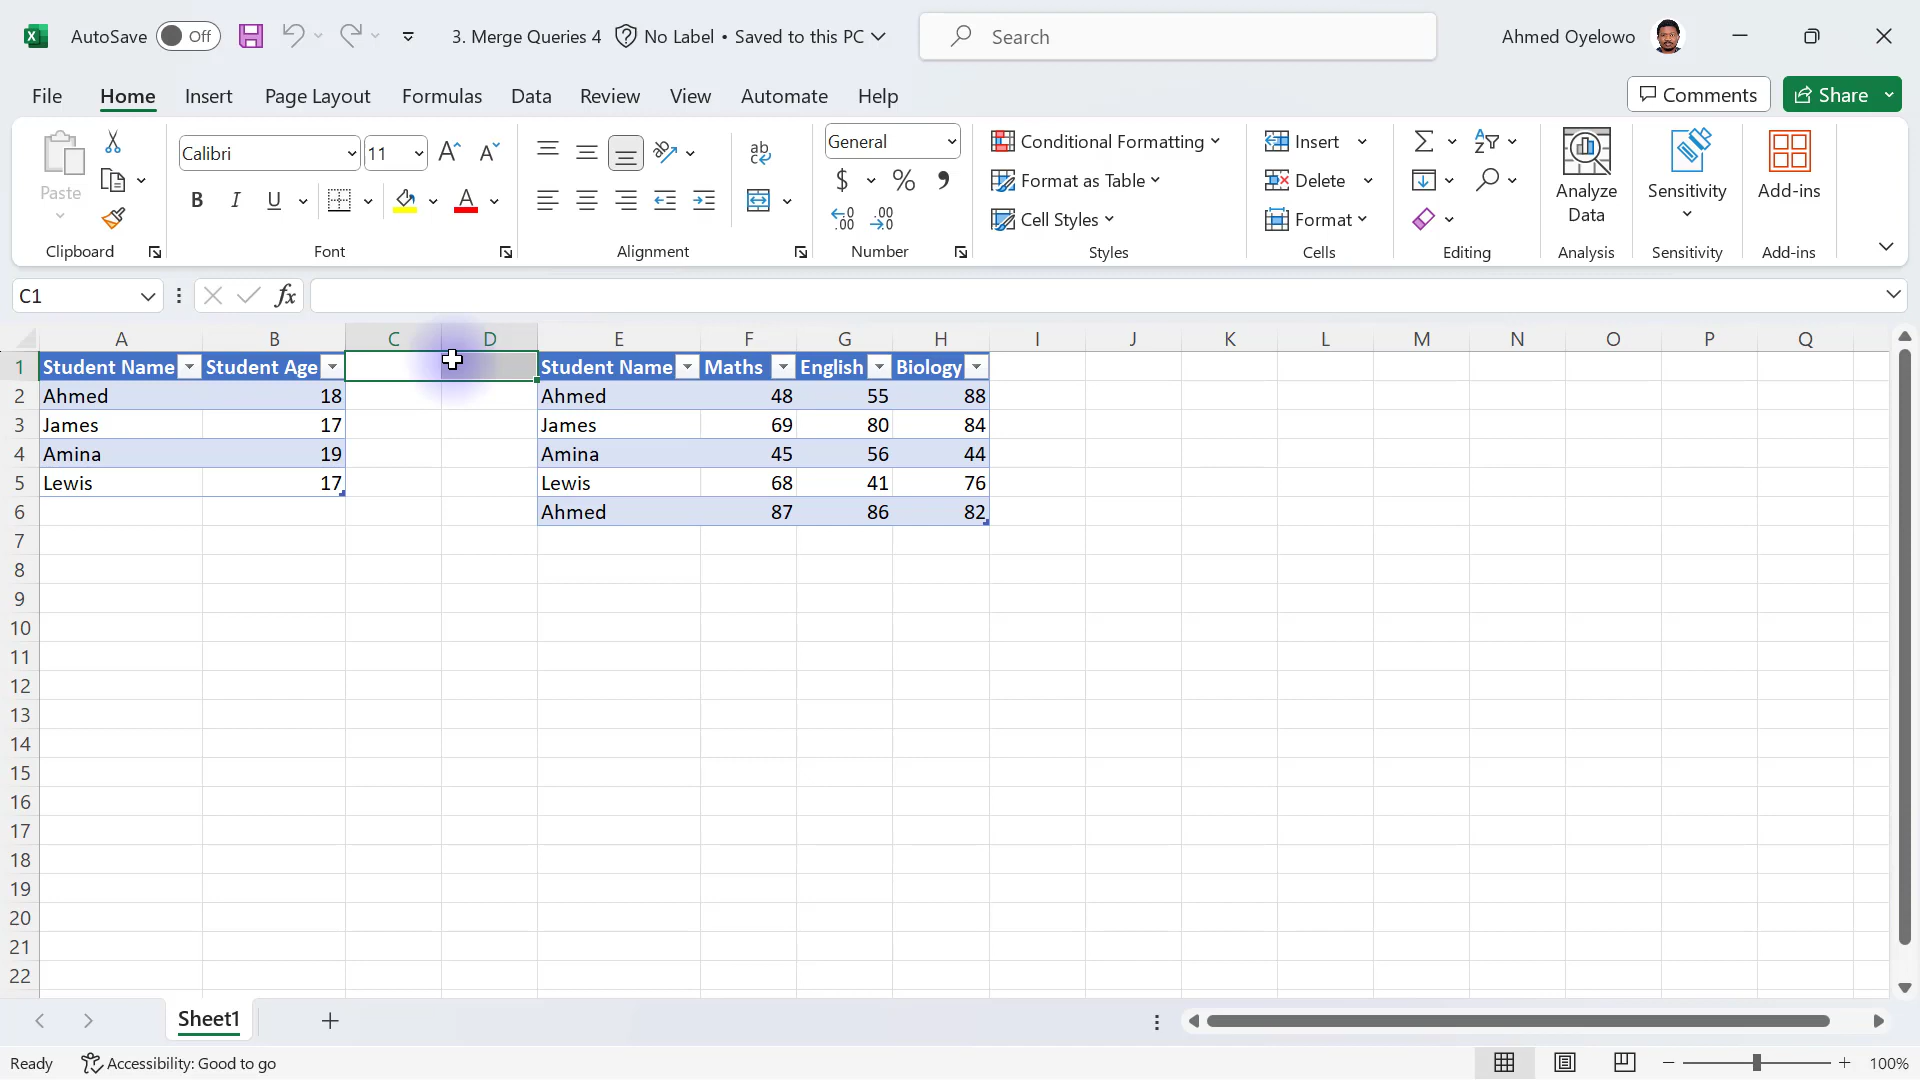 AutoSave Off 3. Merge Queries 4 No Label • Saved to this PC Search Ahmed Oyelowo
File Home Insert Page Layout Formulas Data Review View Automate Help Comments Share
Paste Calibri 11 General Conditional Formatting Insert Analyze Data Sensitivity Add-ins
B I U $ % Format as Table Delete
Cell Styles Format
Clipboard Font Alignment Number Styles Cells Editing Analysis Sensitivity Add-ins
C1 fx
A B C D E F G H I J K L M N O P Q
1 Student Name Student Age Student Name Maths English Biology
2 Ahmed 18 Ahmed 48 55 88
3 James 17 James 69 80 84
4 Amina 19 Amina 45 56 44
5 Lewis 17 Lewis 68 41 76
6 Ahmed 87 86 82
7
8
9
10
11
12
13
14
15
16
17
18
19
20
21
22
Sheet1
Ready Accessibility: Good to go 100%